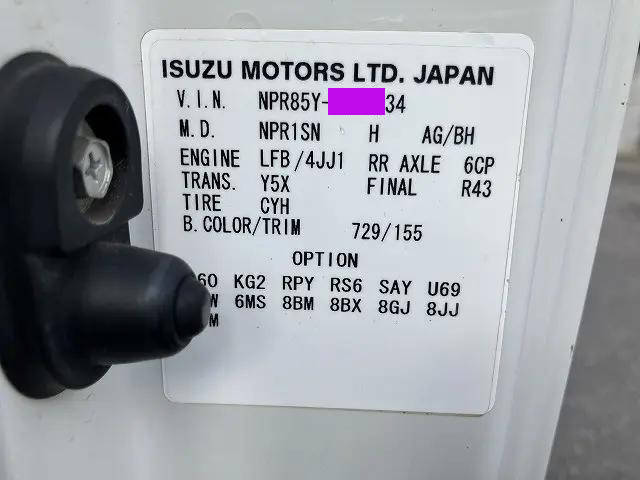 ISUZU MOTORS LTD. JAPAN
V.I.N. NPR85Y-34
M.D. NPR1SN H AG/BH
ENGINE LFB/4JJ1 RR AXLE 6CP
TRANS. Y5X FINAL R43
TIRE CYH
B.COLOR/TRIM 729/155
OPTION
KG2 RPY RS6 SAY U69
6MS 8BM 8BX 8GJ 8JJ